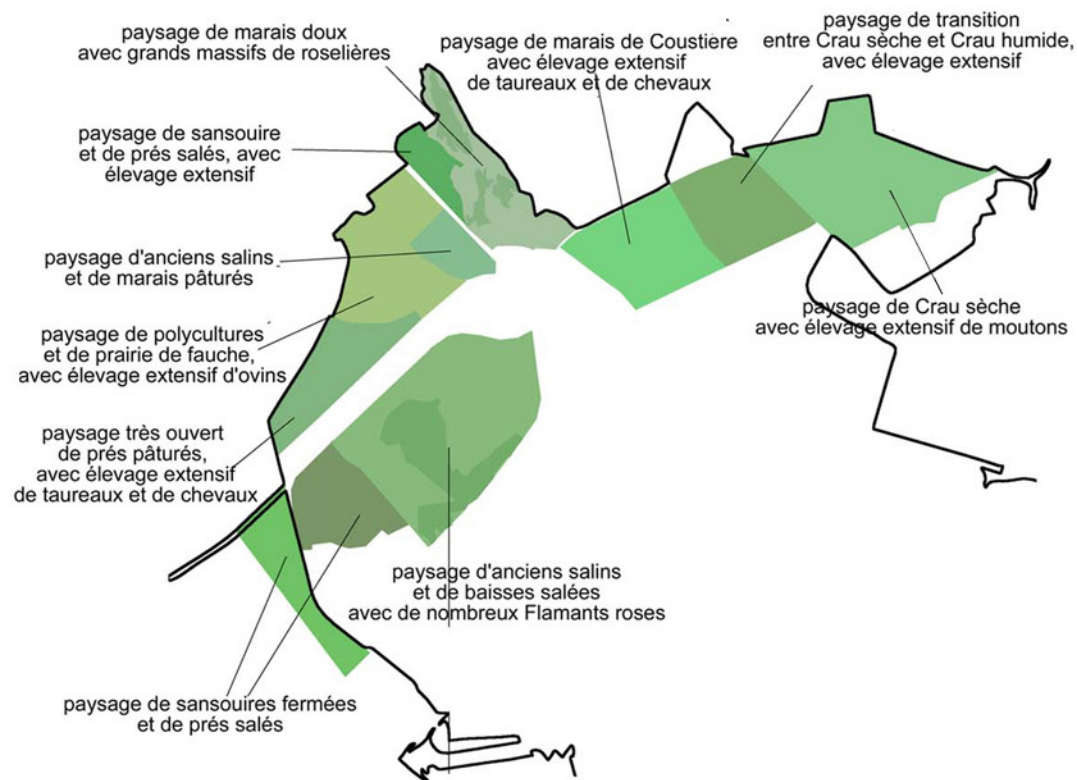 paysage de marais doux
avec grands massifs de roselières
paysage de marais de Coustière
avec élevage extensif
de taureaux et de chevaux
paysage de transition
entre Crau sèche et Crau humide,
avec élevage extensif
paysage de sansouire
et de prés salés, avec
élevage extensif
paysage d'anciens salins
et de marais pâturés
paysage de Crau sèche
avec élevage extensif de moutons
paysage de polycultures
et de prairie de fauche,
avec élevage extensif d'ovins
paysage très ouvert
de prés pâturés,
avec élevage extensif
de taureaux et de chevaux
paysage d'anciens salins
et de baisses salées
avec de nombreux Flamants roses
paysage de sansouires fermées
et de prés salés